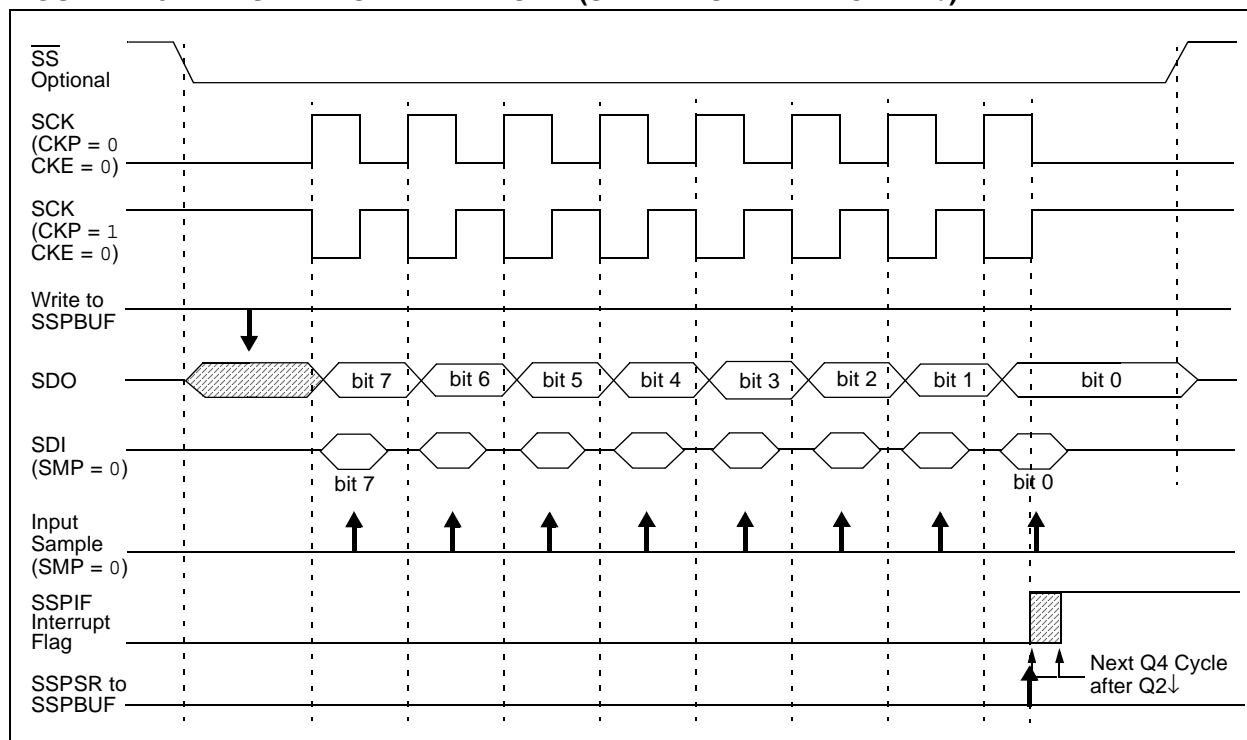 SS
Optional
SCK
(CKP = 0
CKE = 0)
SCK
(CKP = 1
CKE = 0)
Write to
SSPBUF
SDO
bit 7
bit 6
bit 5
bit 4
bit 3
bit 2
bit 1
bit 0
SDI
(SMP = 0)
bit 7
bit 0
Input
Sample
(SMP = 0)
SSPIF
Interrupt
Flag
Next Q4 Cycle
after Q2↓
SSPSR to
SSPBUF